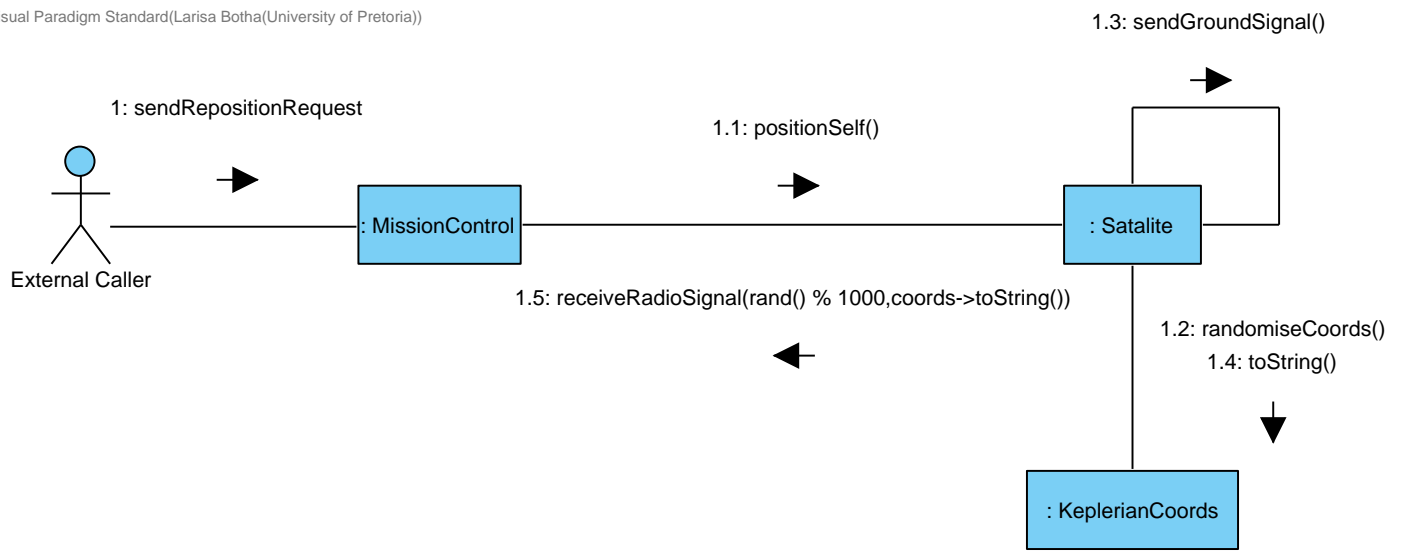 sual Paradigm Standard(Larisa Botha(University of Pretoria))
1.3: sendGroundSignal()
1: sendRepositionRequest
1.1: positionSelf()
: MissionControl
: Satalite
External Caller
1.5: receiveRadioSignal(rand() % 1000,coords->toString())
1.2: randomiseCoords()
1.4: toString()
: KeplerianCoords